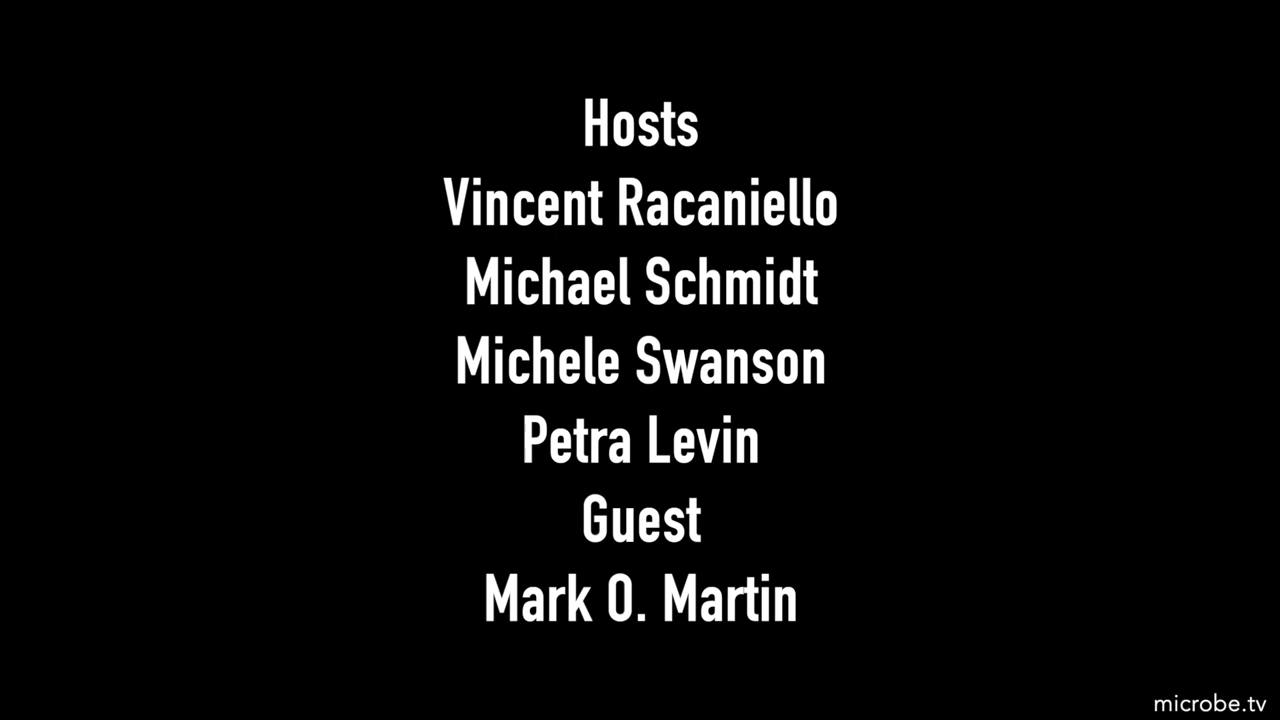 Hosts
Vincent Racaniello
Michael Schmidt
Michele Swanson
Petra Levin
Guest
Mark O. Martin
microbe.tv